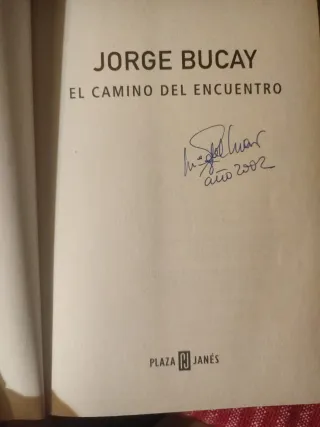 JORGE BUCAY
EL CAMINO DEL ENCUENTRO
año 2002
PLAZA JANÉS